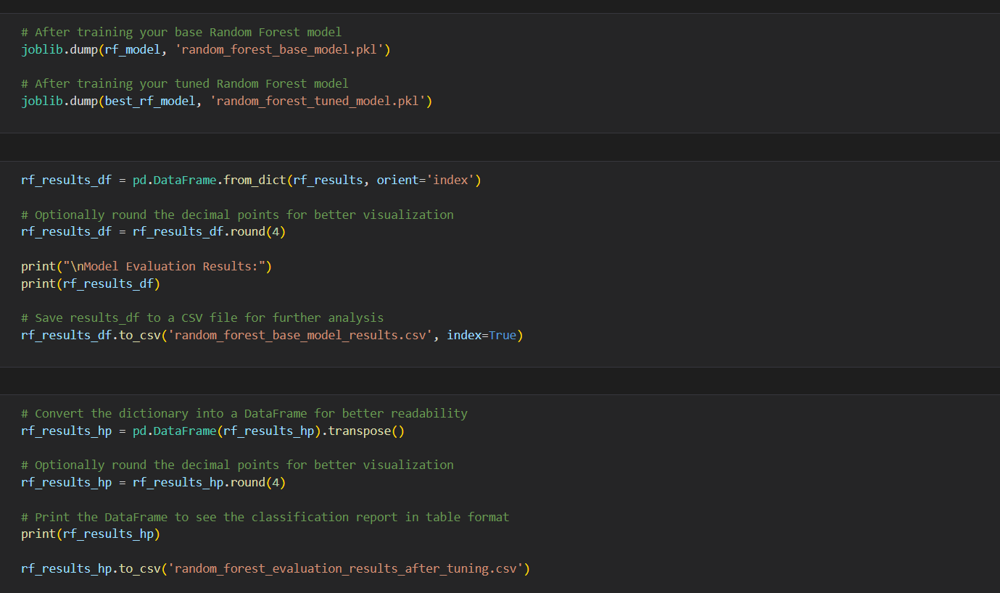 # After training your base Random Forest model
joblib.dump(rf_model, 'random_forest_base_model.pkl')
# After training your tuned Random Forest model
joblib.dump(best_rf_model, 'random_forest_tuned_model.pkl')
rf_results_df = pd.DataFrame.from_dict(rf_results, orient='index')
# Optionally round the decimal points for better visualization
rf_results_df = rf_results_df.round(4)
print("\nModel Evaluation Results:")
print(rf_results_df)
# Save results_df to a CSV file for further analysis
rf_results_df.to_csv('random_forest_base_model_results.csv', index=True)
# Convert the dictionary into a DataFrame for better readability
rf_results_hp = pd.DataFrame(rf_results_hp).transpose()
# Optionally round the decimal points for better visualization
rf_results_hp = rf_results_hp.round(4)
# Print the DataFrame to see the classification report in table format
print(rf_results_hp)
rf_results_hp.to_csv('random_forest_evaluation_results_after_tuning.csv')